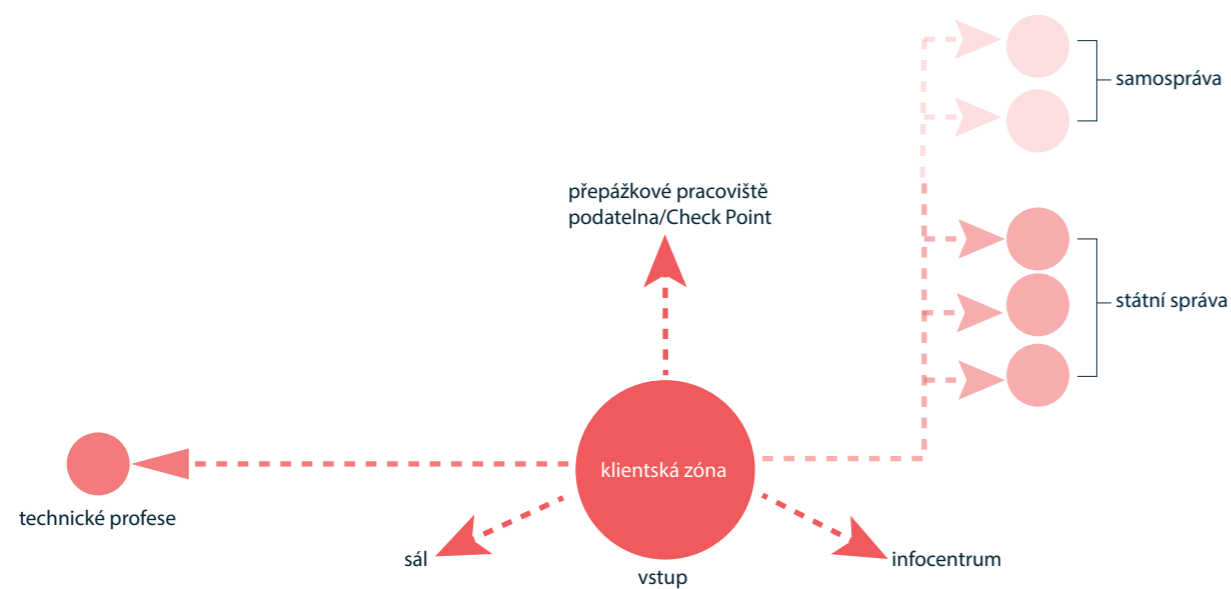 samospráva
přepážkové pracoviště
podatelna/Check Point
státní správa
klientská zóna
technické profese
sál
infocentrum
vstup